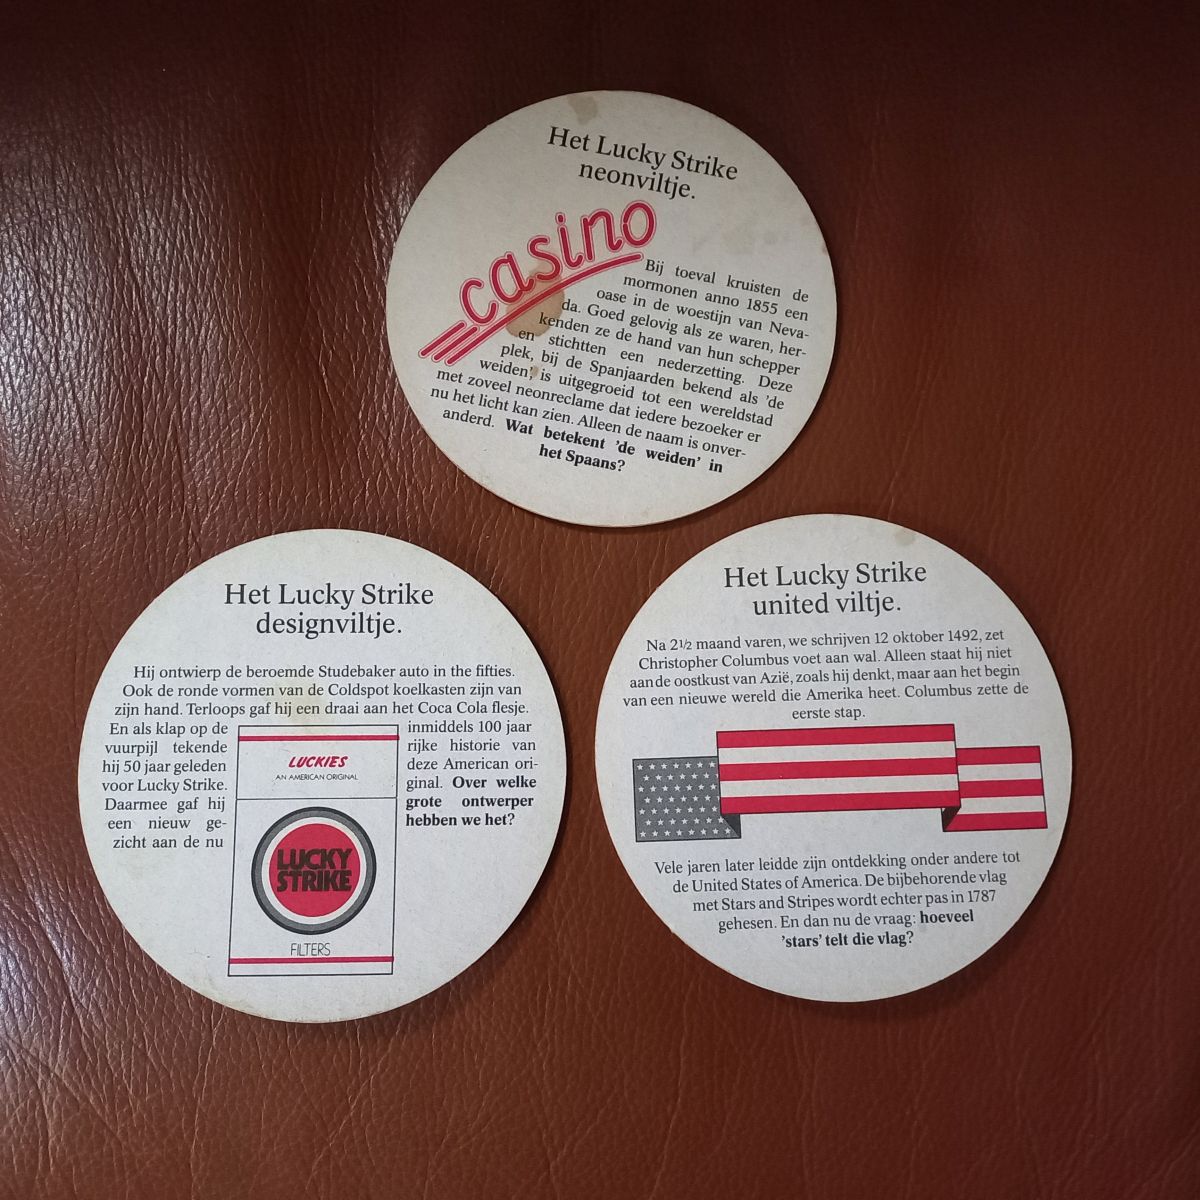 Het Lucky Strike
neonviltje.
casino
Bij toeval kruisten de
mormonen anno 1855 een
oase in de woestijn van Neva-
da. Goed gelovig als ze waren, her-
kenden ze de hand van hun schepper
en stichtten een nederzetting. Deze
plek, bij de Spanjaarden bekend als 'de
weiden', is uitgegroeid tot een wereldstad
met zoveel neonreclame dat iedere bezoeker er
nu het licht kan zien. Alleen de naam is onver-
anderd. Wat betekent 'de weiden' in
het Spaans?
Het Lucky Strike
designviltje.
Hij ontwierp de beroemde Studebaker auto in the fifties.
Ook de ronde vormen van de Coldspot koelkasten zijn van
zijn hand. Terloops gaf hij een draai aan het Coca Cola flesje.
En als klap op de
vuurpijl tekende
hij 50 jaar geleden
voor Lucky Strike.
Daarmee gaf hij
een nieuw ge-
zicht aan de nu
LUCKIES
AN AMERICAN ORIGINAL
LUCKY
STRIKE
FILTERS
inmiddels 100 jaar
rijke historie van
deze American ori-
ginal. Over welke
grote ontwerper
hebben we het?
Het Lucky Strike
united viltje.
Na 2½ maand varen, we schrijven 12 oktober 1492, zet
Christopher Columbus voet aan wal. Alleen staat hij niet
aan de oostkust van Azië, zoals hij denkt, maar aan het begin
van een nieuwe wereld die Amerika heet. Columbus zette de
eerste stap.
Vele jaren later leidde zijn ontdekking onder andere tot
de United States of America. De bijbehorende vlag
met Stars and Stripes wordt echter pas in 1787
gehesen. En dan nu de vraag: hoeveel
'stars' telt die vlag?